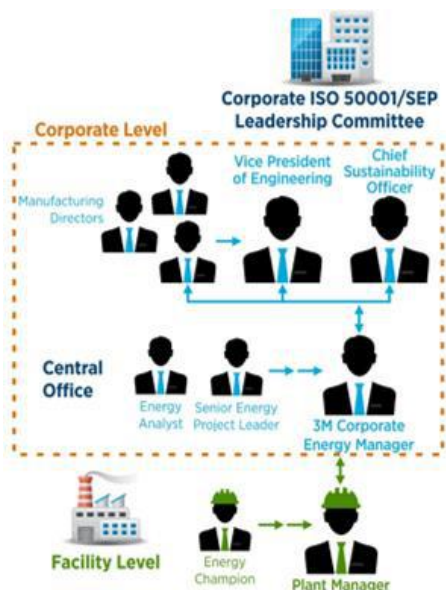 Corporate ISO 50001/SEP
Leadership Committee
Corporate Level
Vice President
of Engineering
Chief
Sustainability
Officer
Manufacturing
Directors
Central
Office
Energy
Analyst
Senior Energy
Project Leader
3M Corporate
Energy Manager
Facility Level
Energy
Champion
Plant Manager